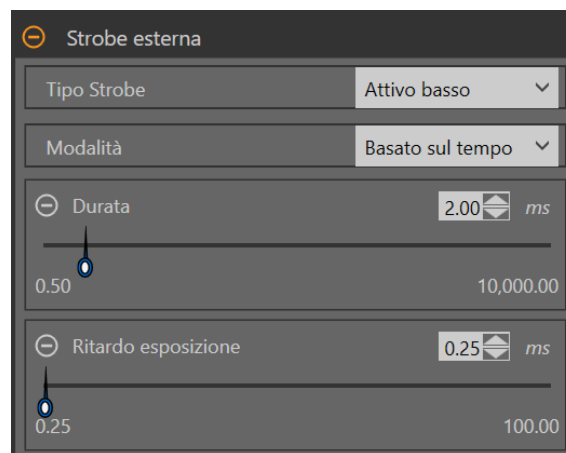 Strobe esterna
Tipo Strobe Attivo basso
Modalità Basato sul tempo
Durata 2.00 ms
0.50 10,000.00
Ritardo esposizione 0.25 ms
0.25 100.00